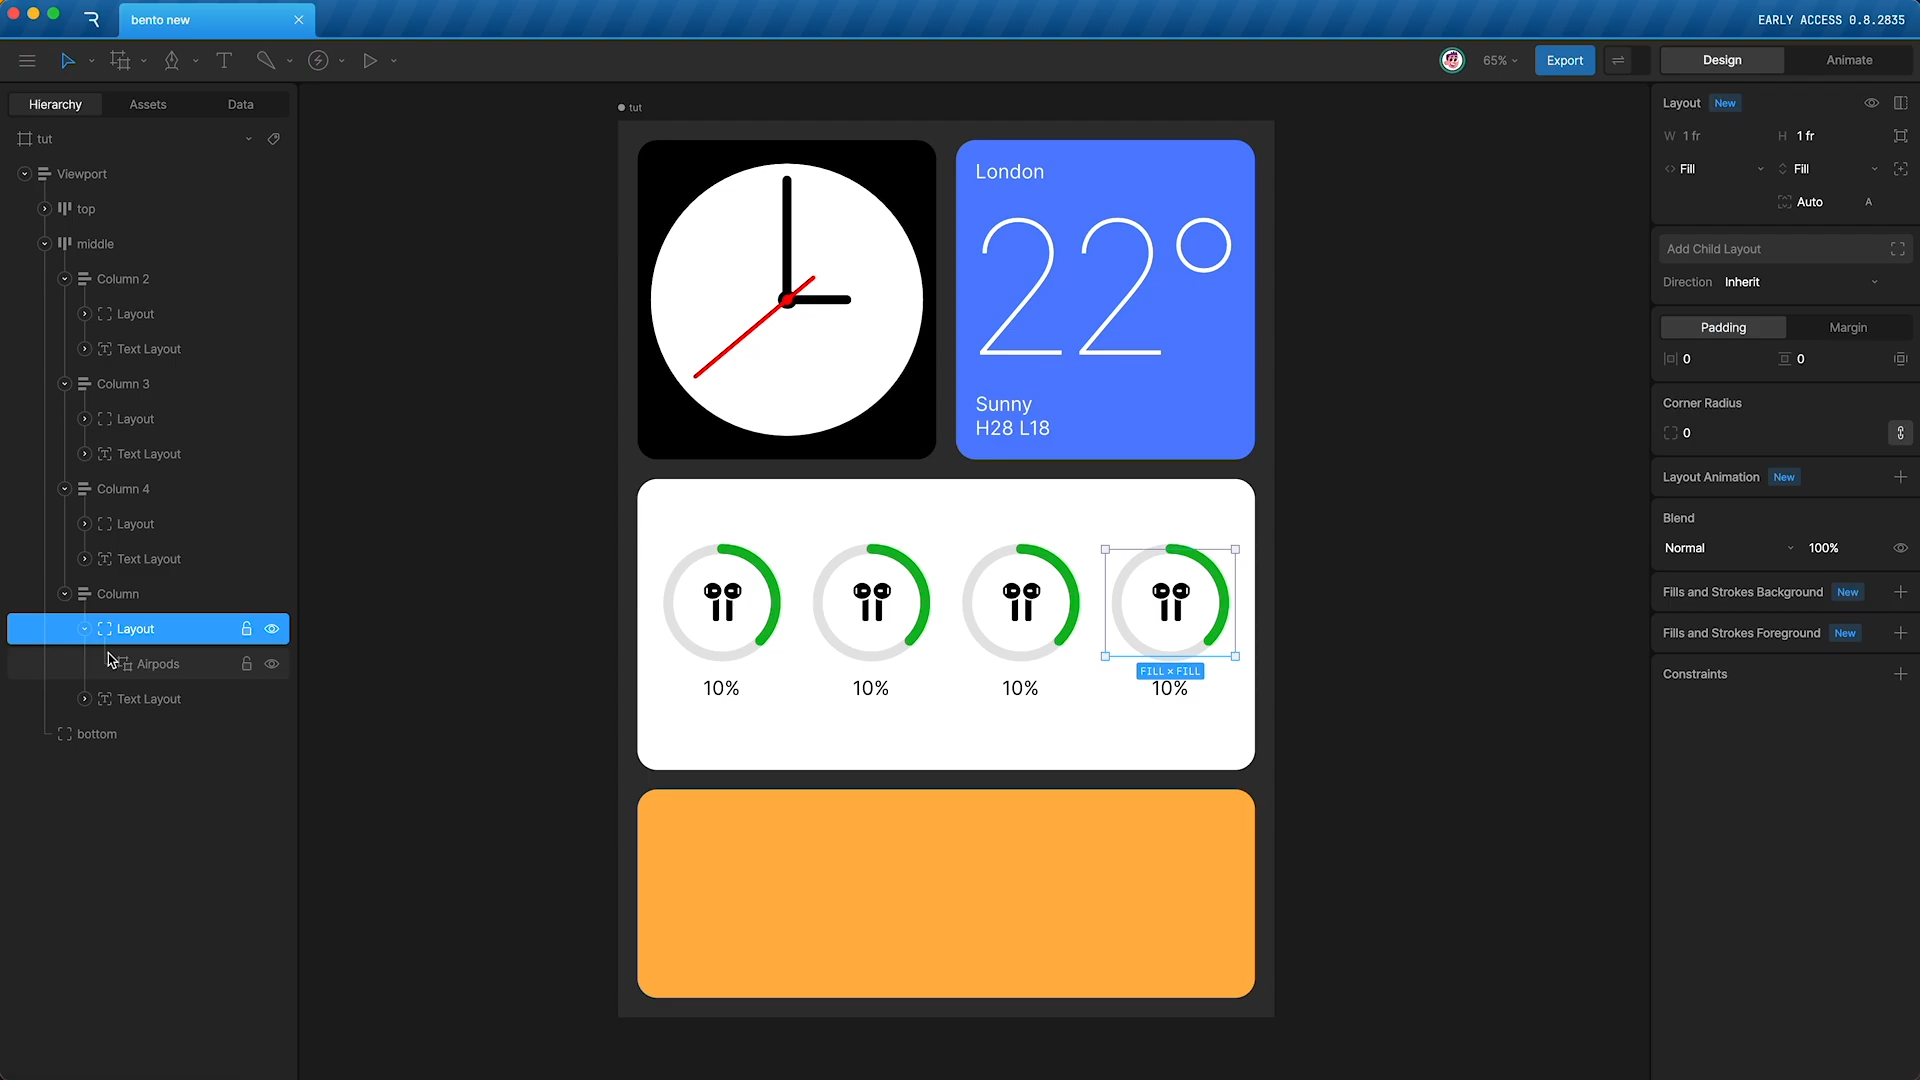 bento new
EARLY ACCESS 0.8.2835
65%
Export
Design
Animate
Hierarchy
Assets
Data
tut
Viewport
top
middle
Column 2
Layout
Text Layout
Column 3
Layout
Text Layout
Column 4
Layout
Text Layout
Column
Layout
Airpods
Text Layout
bottom
tut
London
22°
Sunny
H28 L18
10%
10%
10%
FILL × FILL
10%
Layout New
W 1 fr
H 1 fr
Fill
Fill
Auto
A
Add Child Layout
Direction Inherit
Padding
Margin
0
0
Corner Radius
0
Layout Animation New
Blend
Normal
100%
Fills and Strokes Background New
Fills and Strokes Foreground New
Constraints